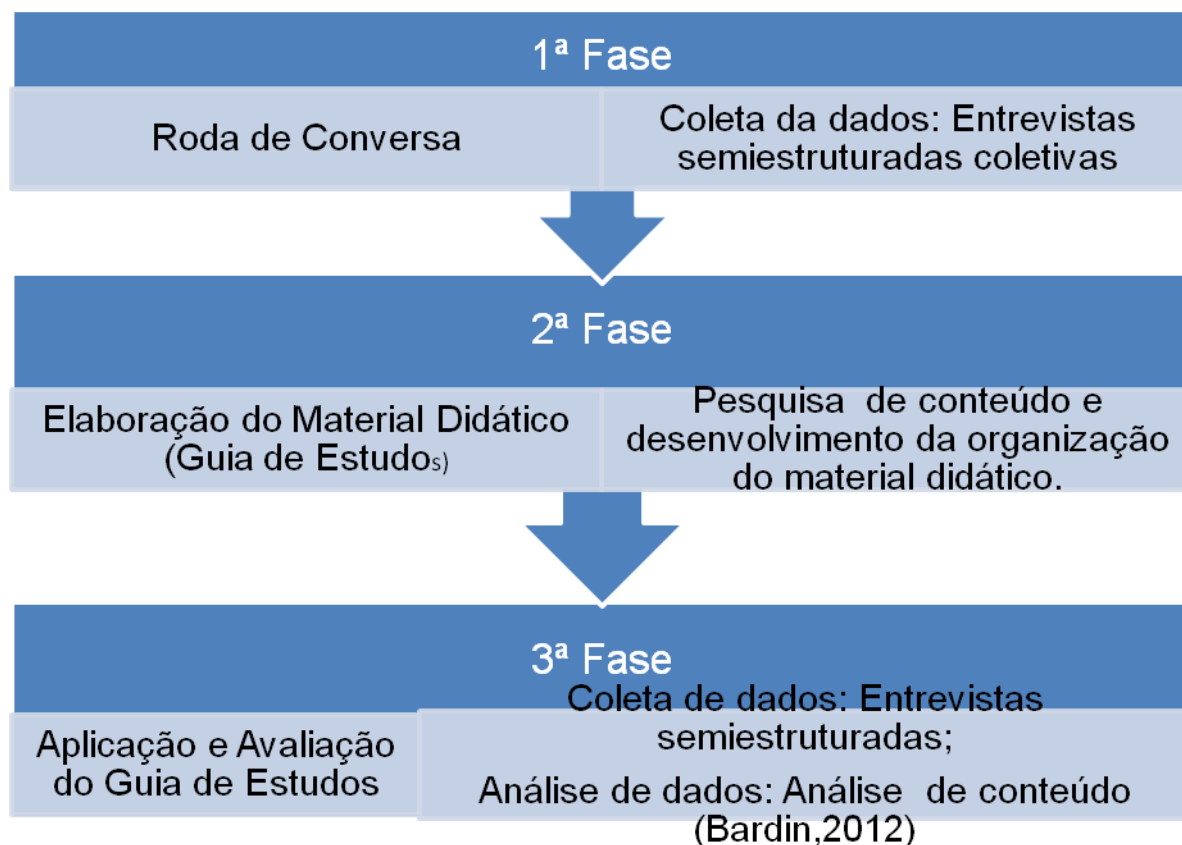 1ª Fase
Roda de Conversa
Coleta da dados: Entrevistas
semiestruturadas coletivas
2ª Fase
Elaboração do Material Didático
(Guia de Estudos)
Pesquisa de conteúdo e
desenvolvimento da organização
do material didático.
3ª Fase
Aplicação e Avaliação
do Guia de Estudos
Coleta de dados: Entrevistas
semiestruturadas;
Análise de dados: Análise de conteúdo
(Bardin,2012)